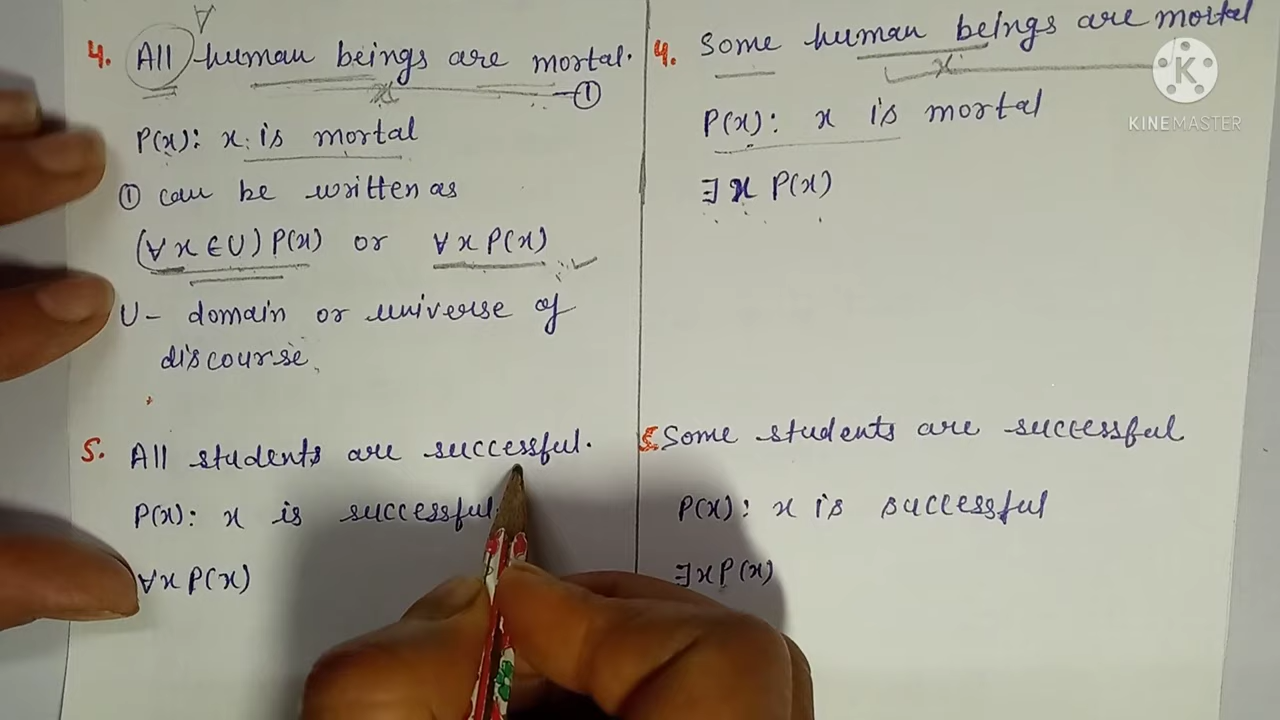 ∀
4. All human beings are mortal.
x
—①
P(x): x is mortal
① can be written as
(∀x∈U) P(x) or ∀x P(x)
U- domain or universe of
discourse.
5. All students are successful.
P(x): x is successful.
∀x P(x)
4. Some human beings are mortal
x
P(x): x is mortal
∃x P(x)
5. Some students are successful
P(x): x is successful
∃x P(x)
K
KINEMASTER